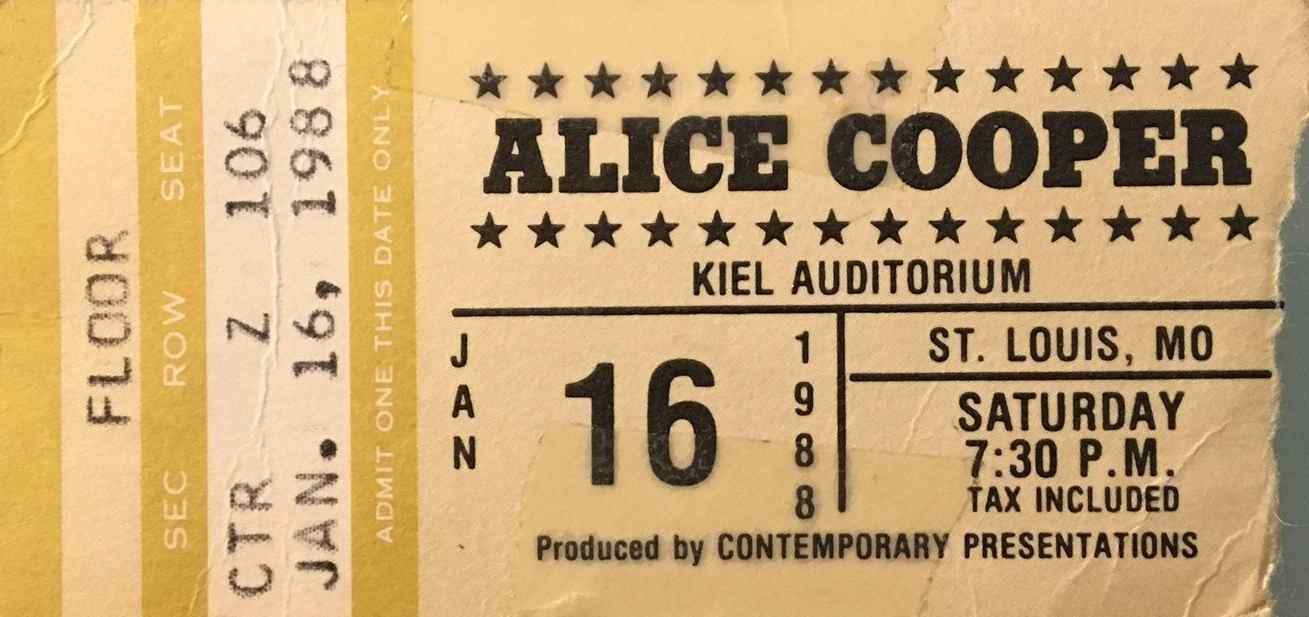 FLOOR
SEC ROW SEAT
CTR Z 106
JAN. 16, 1988
ADMIT ONE THIS DATE ONLY
★★★★★★★★★★★★★★
ALICE COOPER
★★★★★★★★★★★★★★
KIEL AUDITORIUM
JAN 16 1988
ST. LOUIS, MO
SATURDAY
7:30 P.M.
TAX INCLUDED
Produced by CONTEMPORARY PRESENTATIONS